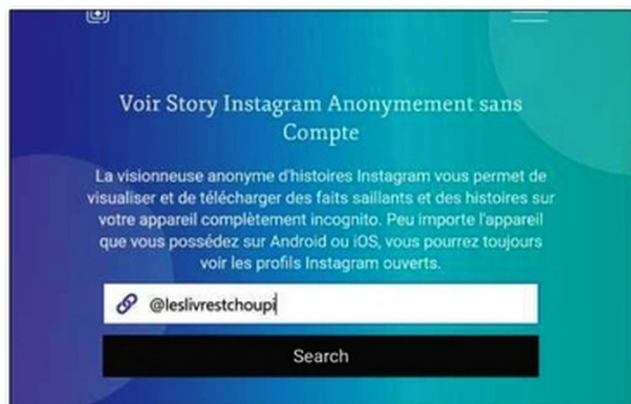 Voir Story Instagram Anonymement sans
Compte
La visionneuse anonyme d'histoires Instagram vous permet de
visualiser et de télécharger des faits saillants et des histoires sur
votre appareil complètement incognito. Peu importe l'appareil
que vous possédez sur Android ou iOS, vous pourrez toujours
voir les profils Instagram ouverts.
@leslivrestchoupi
Search